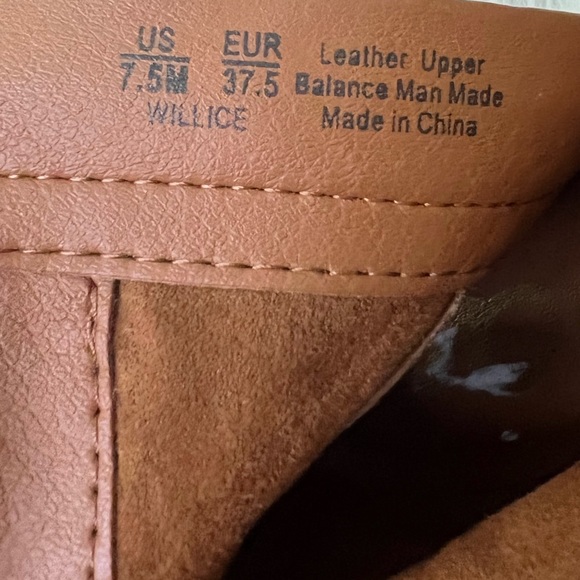 US EUR Leather Upper
7.5M 37.5 Balance Man Made
WILLICE Made in China